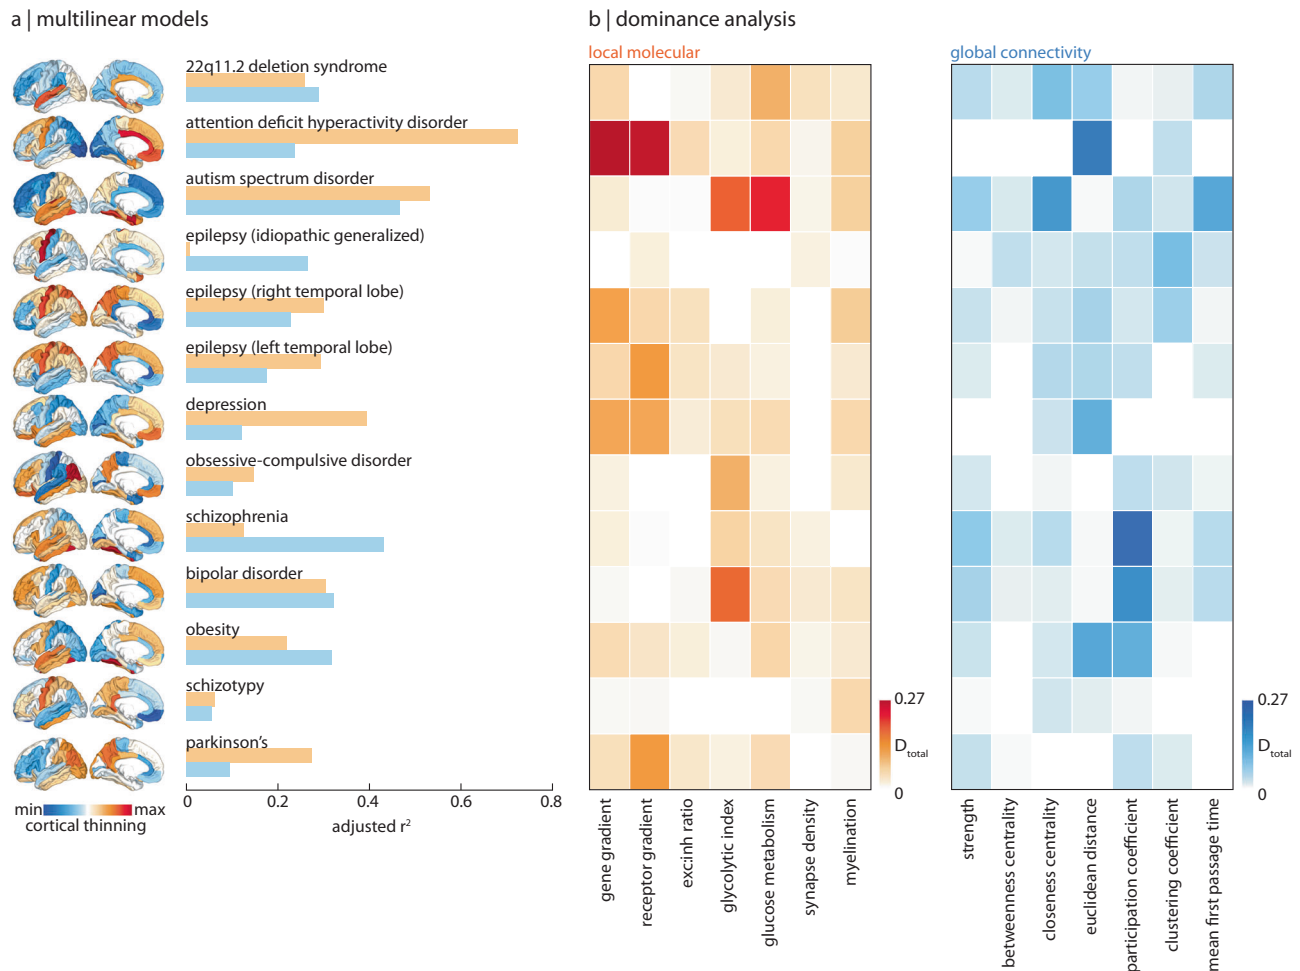 a | multilinear models
22q11.2 deletion syndrome
attention deficit hyperactivity disorder
autism spectrum disorder
epilepsy (idiopathic generalized)
epilepsy (right temporal lobe)
epilepsy (left temporal lobe)
depression
obsessive-compulsive disorder
schizophrenia
bipolar disorder
obesity
schizotypy
parkinson's
min max
cortical thinning
0 0.2 0.4 0.6 0.8
adjusted r²
b | dominance analysis
local molecular
0.27
D total
0
gene gradient
receptor gradient
exc:inh ratio
glycolytic index
glucose metabolism
synapse density
myelination
global connectivity
0.27
D total
0
strength
betweenness centrality
closeness centrality
euclidean distance
participation coefficient
clustering coefficient
mean first passage time